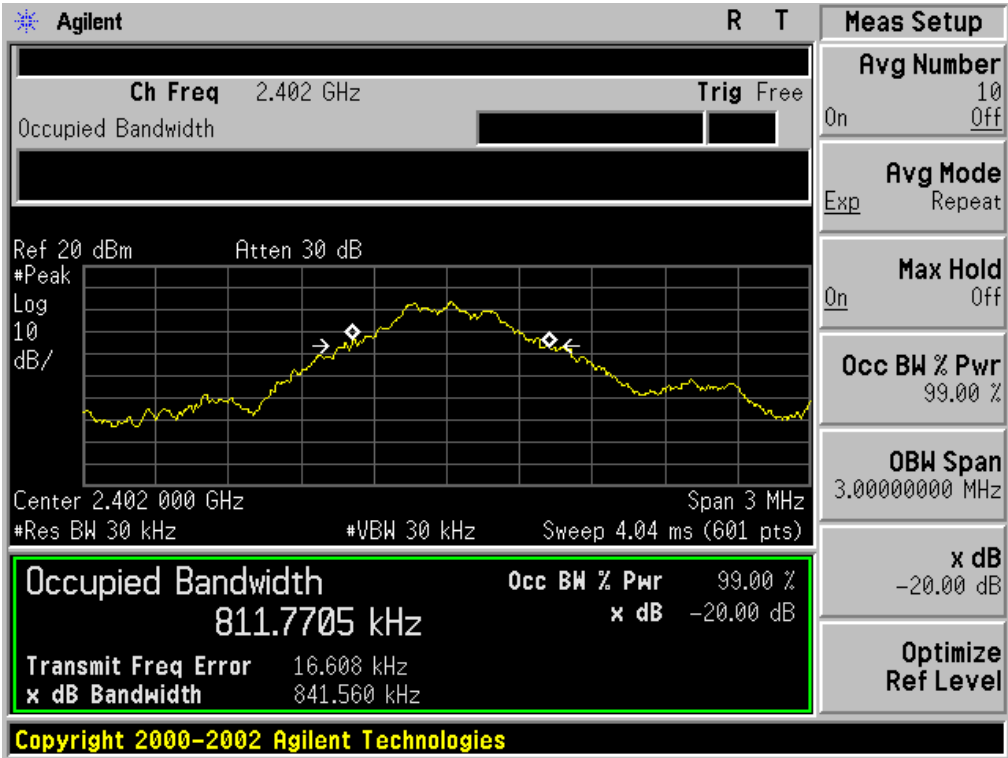 Agilent R T
Meas Setup
Ch Freq 2.402 GHz Trig Free
Occupied Bandwidth
Ref 20 dBm Atten 30 dB
#Peak
Log
10
dB/
Center 2.402 000 GHz Span 3 MHz
#Res BW 30 kHz #VBW 30 kHz Sweep 4.04 ms (601 pts)
Occupied Bandwidth Occ BW % Pwr 99.00 %
811.7705 kHz x dB -20.00 dB
Transmit Freq Error 16.608 kHz
x dB Bandwidth 841.560 kHz
Avg Number
10
On Off
Avg Mode
Exp Repeat
Max Hold
On Off
Occ BW % Pwr
99.00 %
OBW Span
3.00000000 MHz
x dB
-20.00 dB
Optimize
Ref Level
Copyright 2000-2002 Agilent Technologies